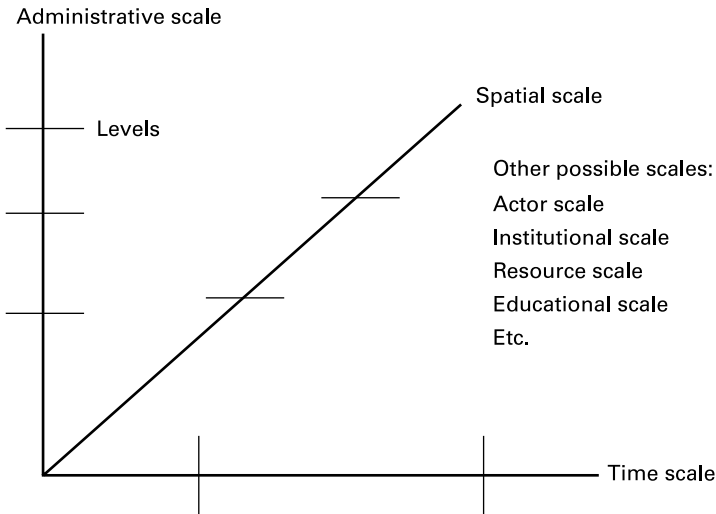 Administrative scale
Spatial scale
Levels
Other possible scales:
Actor scale
Institutional scale
Resource scale
Educational scale
Etc.
Time scale